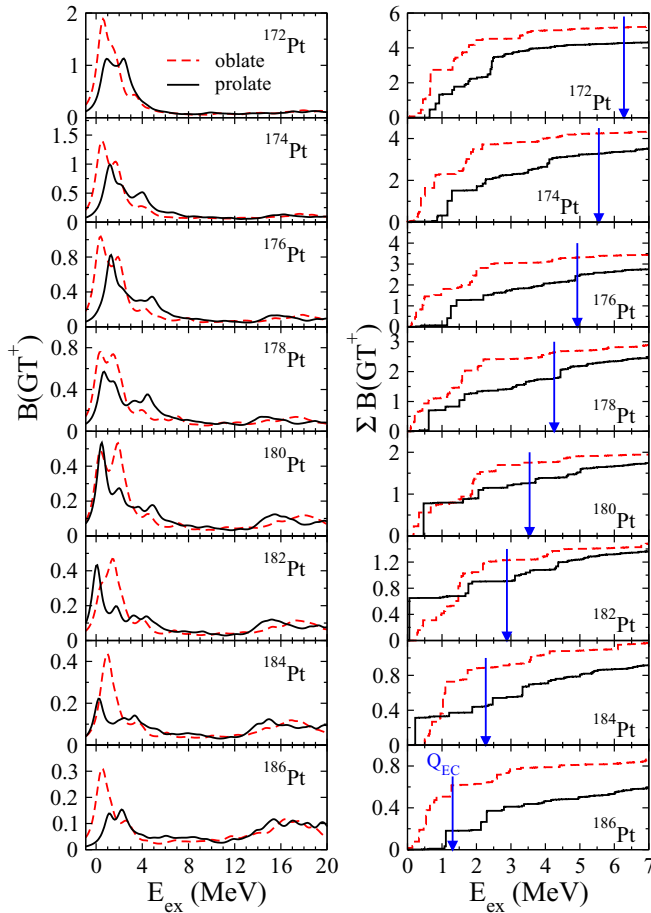 B(GT⁺)
Σ B(GT⁺)
2
1
0
¹⁷²Pt
oblate
prolate
6
4
2
0
¹⁷²Pt
1.5
1
0.5
0
¹⁷⁴Pt
4
2
0
¹⁷⁴Pt
0.8
0.4
0
¹⁷⁶Pt
4
3
2
1
0
¹⁷⁶Pt
0.8
0.4
0
¹⁷⁸Pt
3
2
1
0
¹⁷⁸Pt
0.4
0.2
0
¹⁸⁰Pt
2
1
0
¹⁸⁰Pt
0.6
0.4
0.2
0
¹⁸²Pt
1.2
0.8
0.4
0
¹⁸²Pt
0.4
0.2
0
¹⁸⁴Pt
0.8
0.4
0
¹⁸⁴Pt
0.3
0.2
0.1
0
¹⁸⁶Pt
0.8
0.4
0
Q_EC
¹⁸⁶Pt
0 4 8 12 16 20
0 1 2 3 4 5 6 7
E_ex (MeV)
E_ex (MeV)